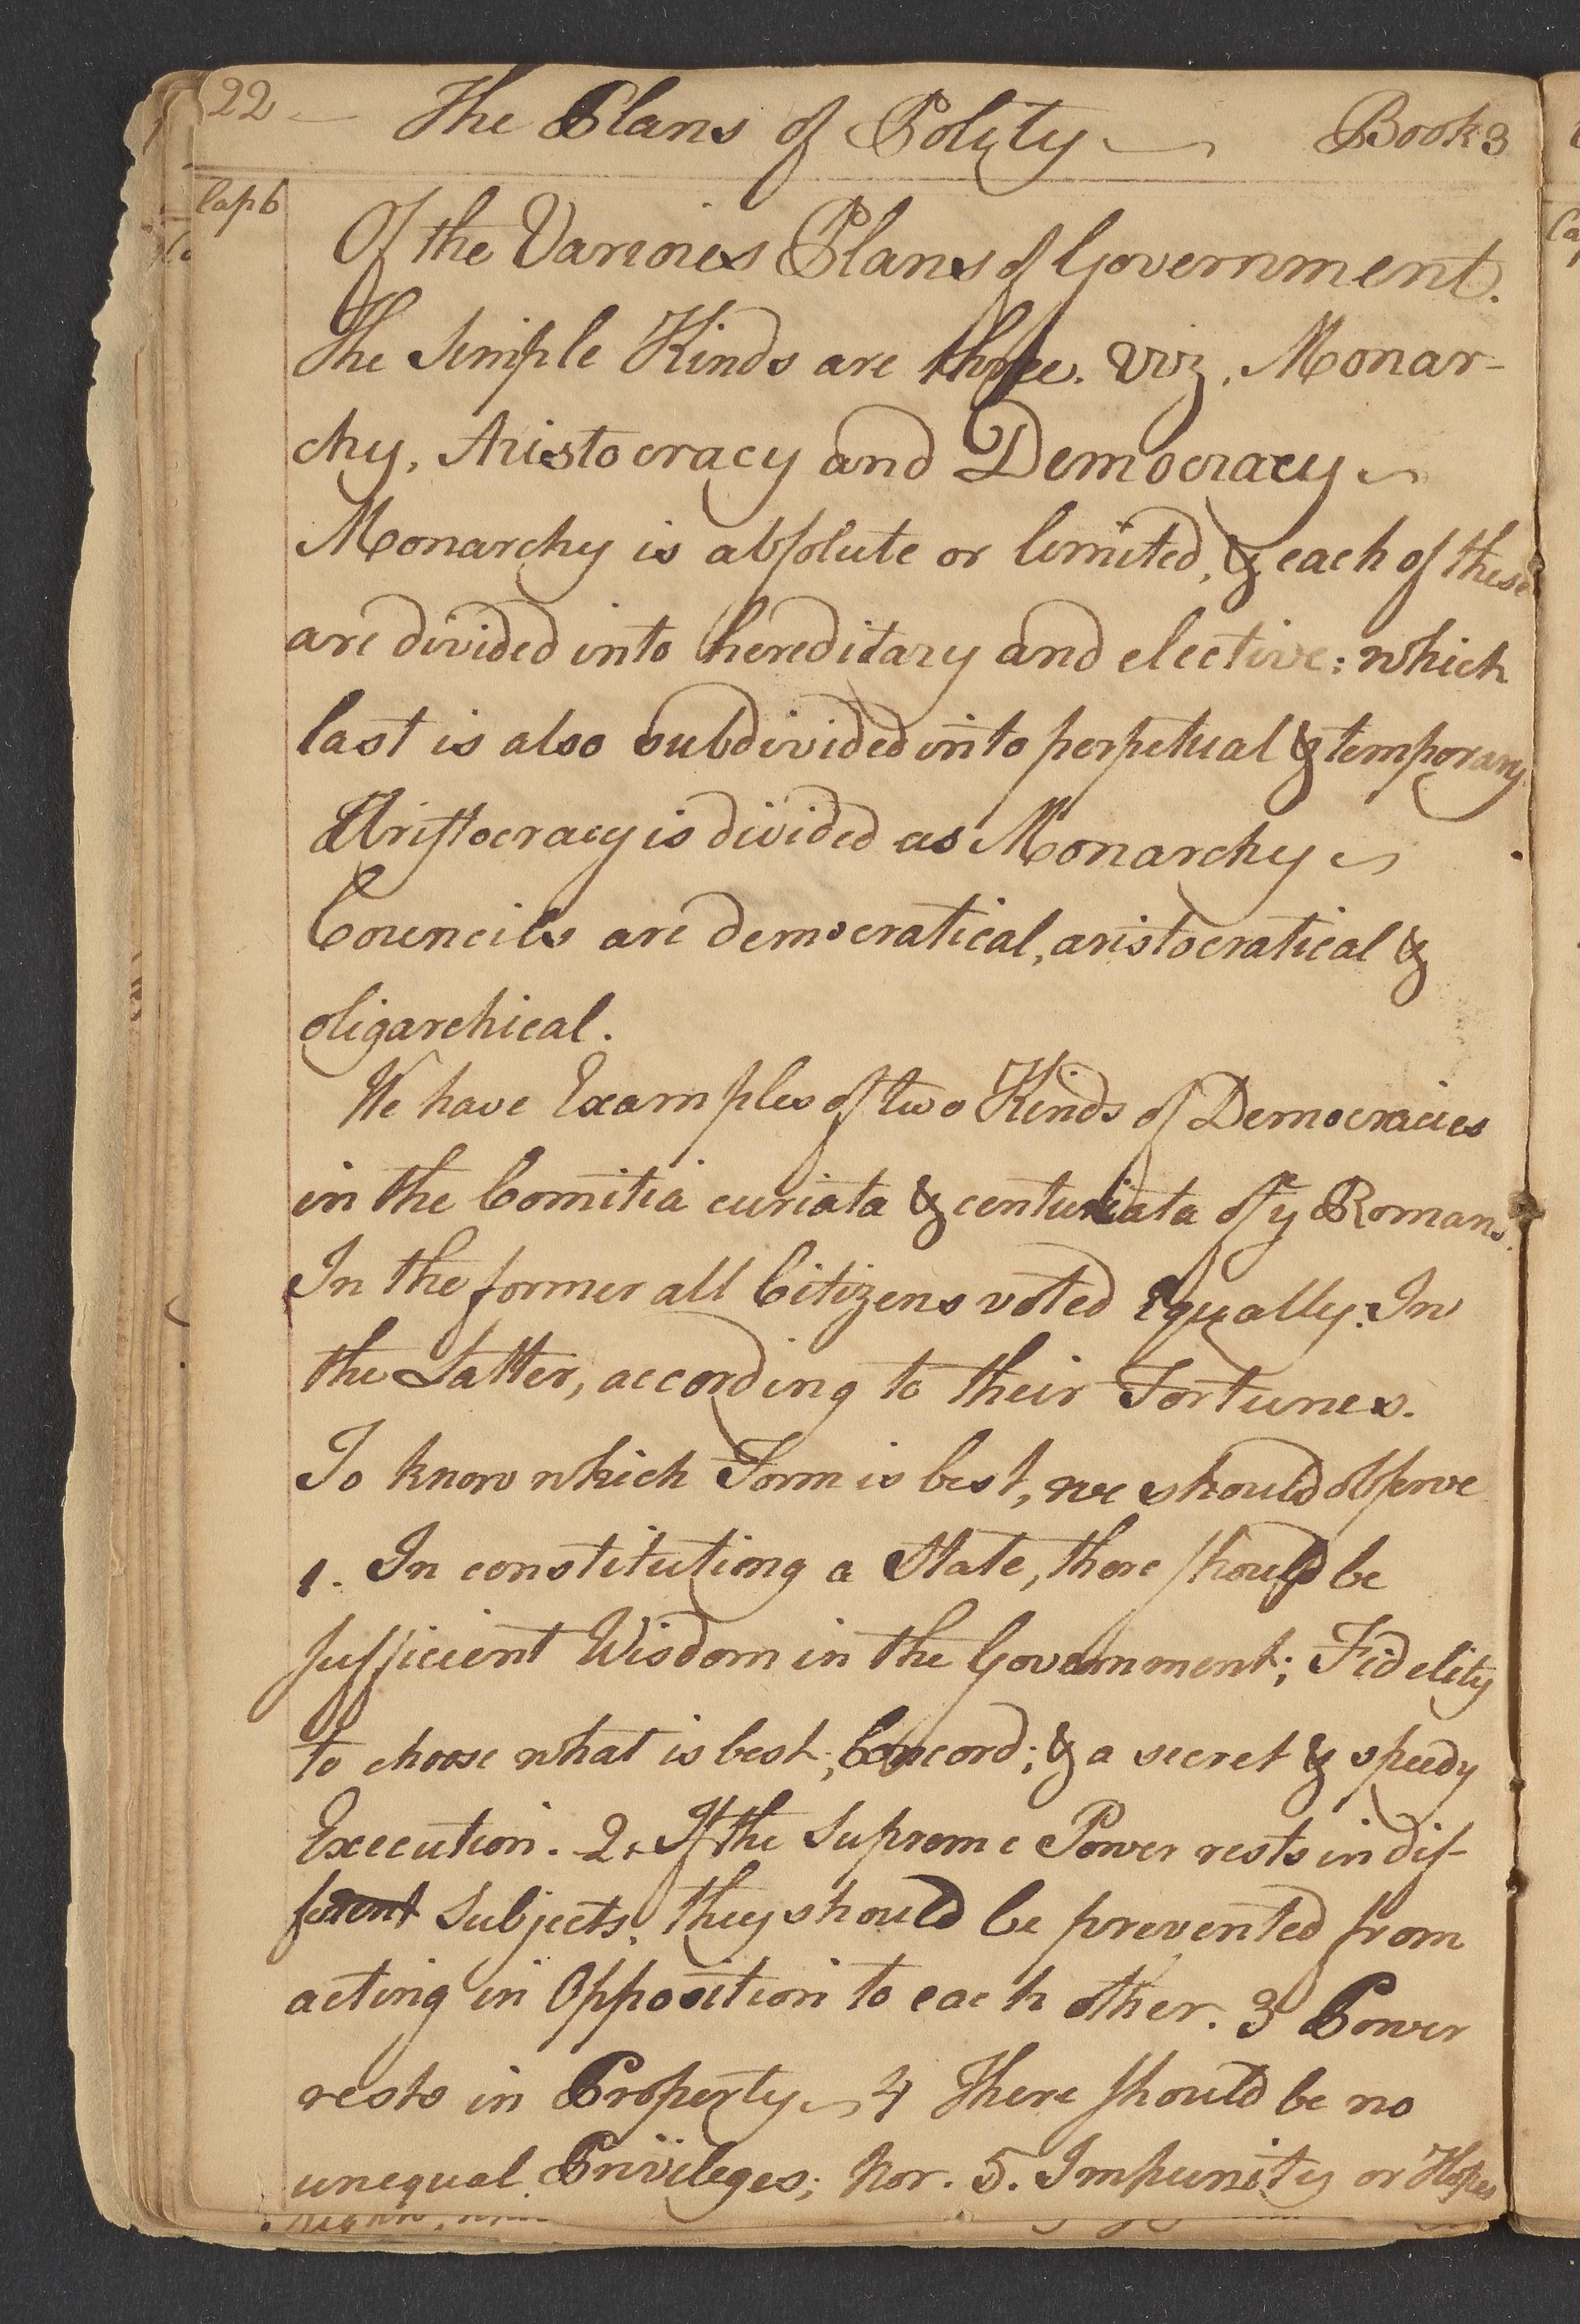 22 — The Plans of Polity — Book 3
Cap 6
Of the Various Plans of Government.
The Simple Kinds are three. viz. Monar-
chy, Aristocracy and Democracy
Monarchy is absolute or limited, & each of these
are divided into hereditary and elective: which
last is also subdivided into perpetual & temporary
Aristocracy is divided as Monarchy
Councils are democratical, aristocratical &
oligarchical.
We have Examples of two Kinds of Democracies
in the Comitia curiata & centuriata of y Romans.
In the former all Citizens voted equally. In
the Latter, according to their Fortunes.
To know which Form is best, we should observe
1. In constituting a State, there should be
sufficient Wisdom in the Government; Fidelity
to choose what is best; Concord; & a secret & speedy
Execution. 2. If the Supreme Power rests in dif-
ferent Subjects, they should be prevented from
acting in Opposition to each other. 3 Power
rests in Property 4 There should be no
unequal Privileges; Nor. 5. Impunity or Hopes